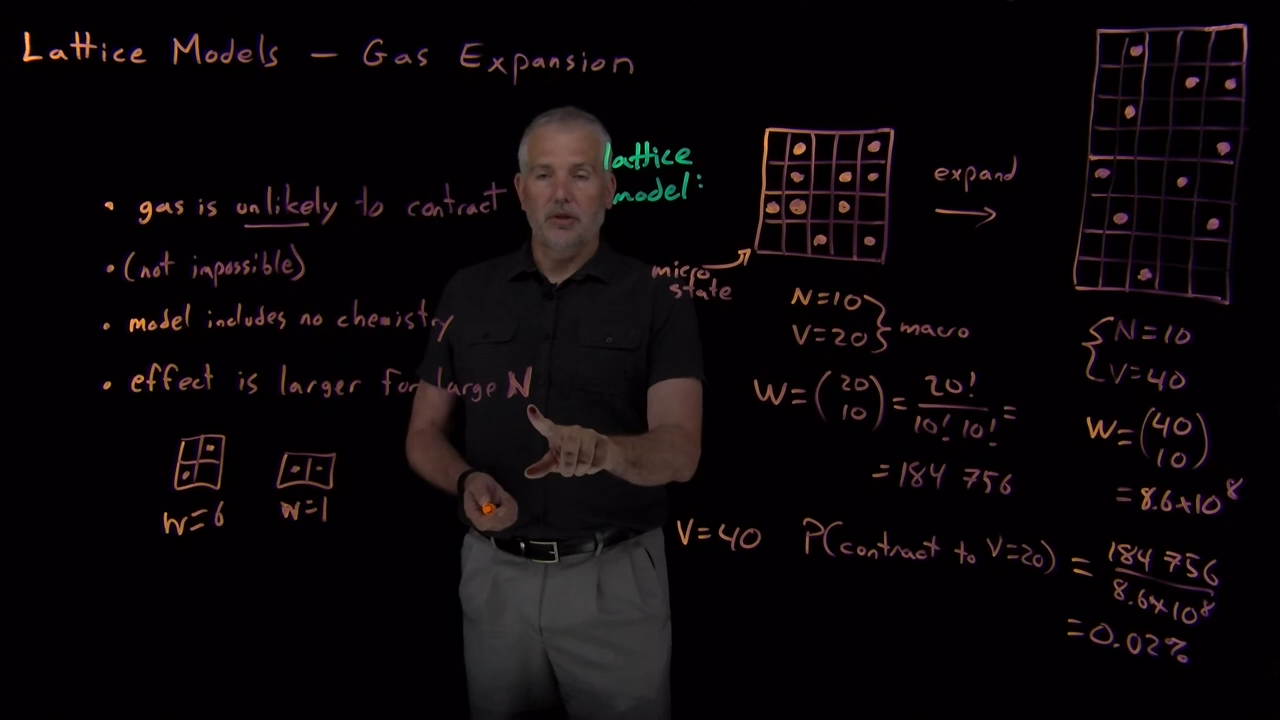 Lattice Models – Gas Expansion
• gas is unlikely to contract
• (not impossible)
• model includes no chemistry
• effect is larger for large N
W=6
W=1
lattice
model:
micro
state
expand
N=10
V=20
macro
W=(20 10)=20!/10! 10!=
=184 756
N=10
V=40
W=(40 10)
=8.6×10⁸
V=40 P(contract to V=20) = 184 756/8.6×10⁸
=0.02%